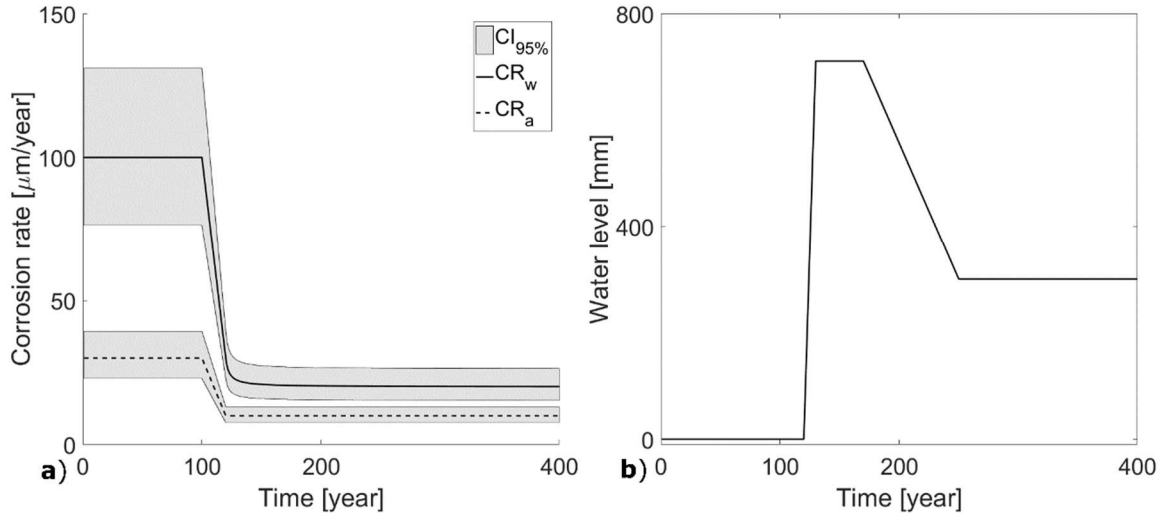 150
100
50
0
Corrosion rate [μm/year]
CI95%
CRw
CRa
0
100
200
400
Time [year]
a)
800
400
0
Water level [mm]
0
100
200
400
Time [year]
b)